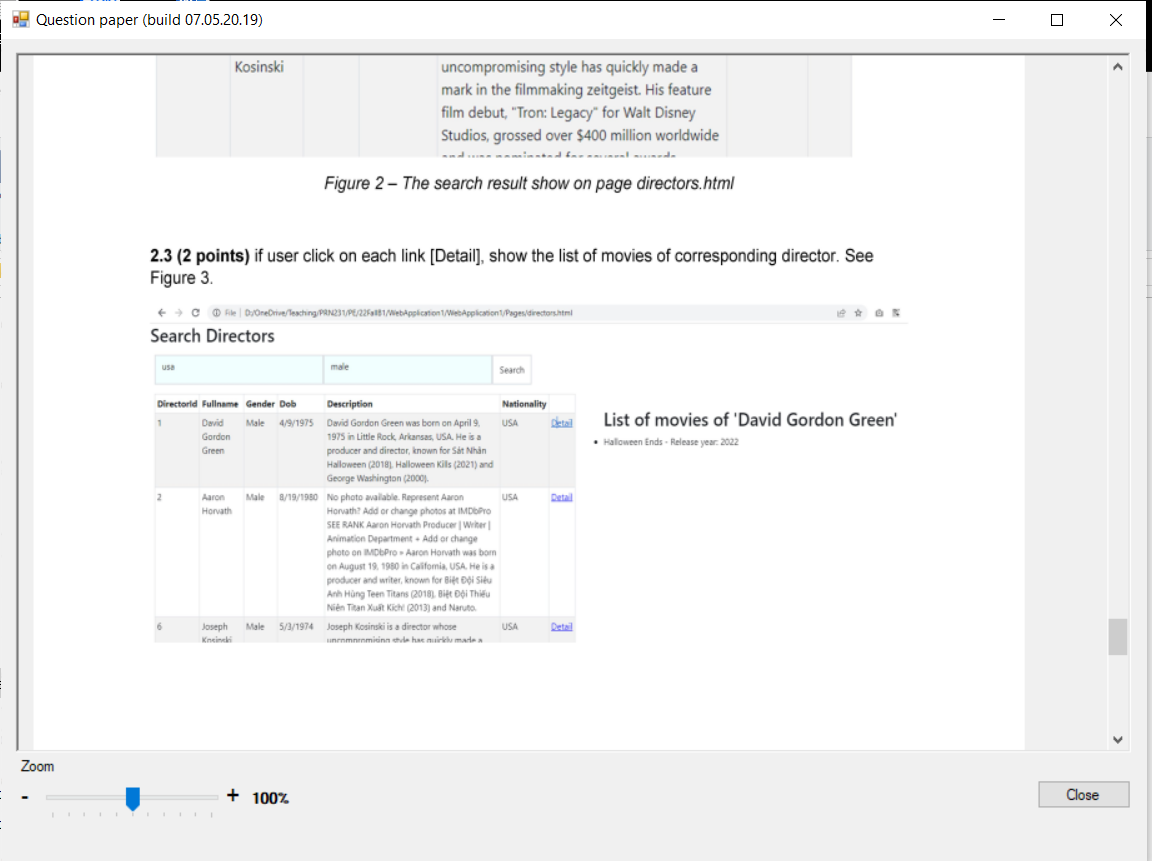 Question paper (build 07.05.20.19)
Kosinski
uncompromising style has quickly made a
mark in the filmmaking zeitgeist. His feature
film debut, "Tron: Legacy" for Walt Disney
Studios, grossed over $400 million worldwide
and was nominated for several awards
Figure 2 – The search result show on page directors.html
2.3 (2 points) if user click on each link [Detail], show the list of movies of corresponding director. See
Figure 3.
File D:/OneDrive/Teaching/PRN231/PE/22FallB1/WebApplication1/WebApplication1/Pages/directors.html
Search Directors
usa male Search
DirectorId Fullname Gender Dob Description Nationality
1 David Gordon Green Male 4/9/1975 David Gordon Green was born on April 9, USA Detail
1975 in Little Rock, Arkansas, USA. He is a
producer and director, known for Sát Nhân
Halloween (2018), Halloween Kills (2021) and
George Washington (2000).
2 Aaron Horvath Male 8/19/1980 No photo available. Represent Aaron USA Detail
Horvath? Add or change photos at IMDbPro
SEE RANK Aaron Horvath Producer | Writer |
Animation Department + Add or change
photo on IMDbPro » Aaron Horvath was born
on August 19, 1980 in California, USA. He is a
producer and writer, known for Biệt Đội Siêu
Anh Hùng Teen Titans (2018), Biệt Đội Thiếu
Niên Titan Xuất Kích! (2013) and Naruto.
6 Joseph Kosinski Male 5/3/1974 Joseph Kosinski is a director whose USA Detail
uncompromising style has quickly made a
List of movies of 'David Gordon Green'
Halloween Ends - Release year: 2022
Zoom
- + 100%
Close